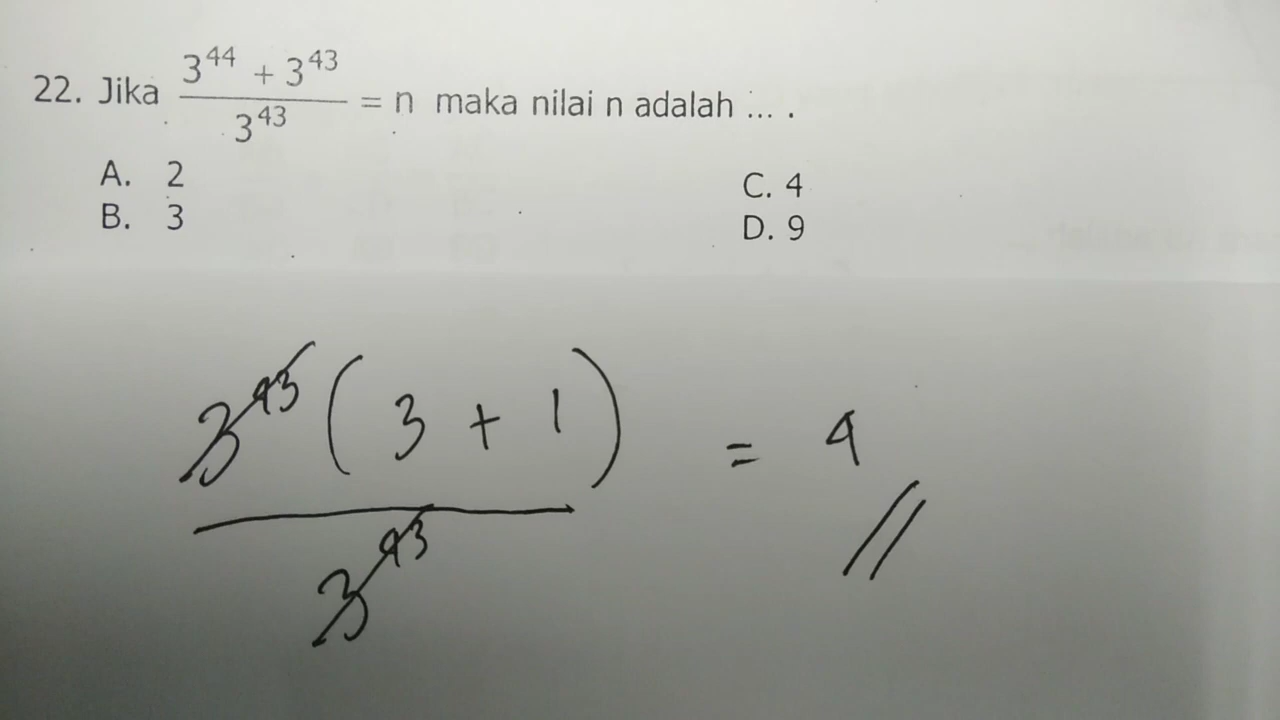 22. Jika (3^44 + 3^43) / 3^43 = n maka nilai n adalah ... .
A. 2
C. 4
B. 3
D. 9
3^43 ( 3 + 1 ) / 3^43 = 4 //